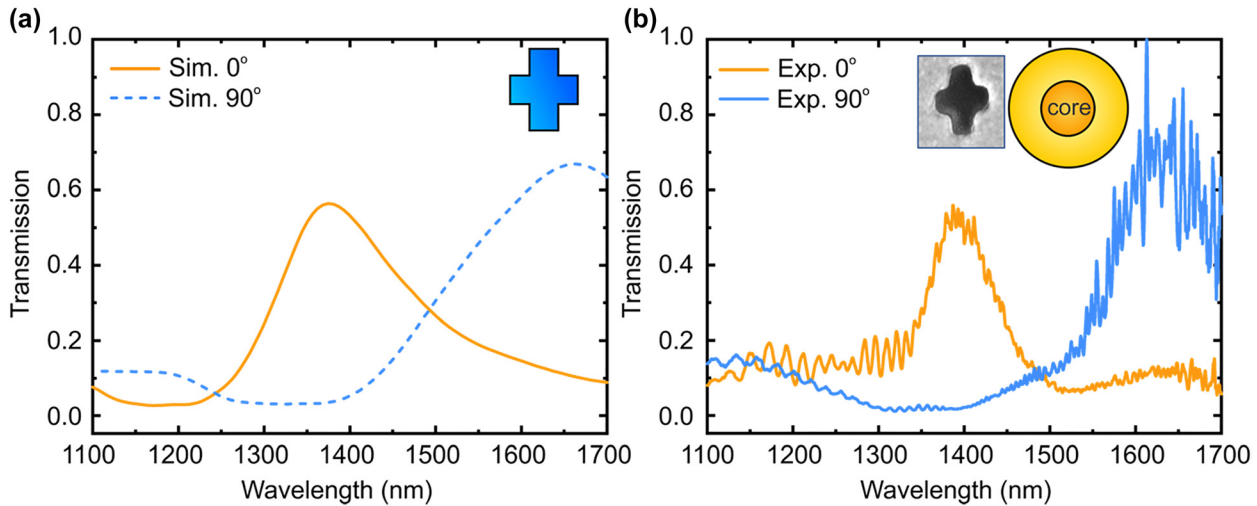 (a)
1.0
0.8
0.6
0.4
0.2
0.0
Transmission
Sim. 0°
Sim. 90°
1100 1200 1300 1400 1500 1600 1700
Wavelength (nm)
(b)
1.0
0.8
0.6
0.4
0.2
0.0
Transmission
Exp. 0°
Exp. 90°
core
1100 1200 1300 1400 1500 1600 1700
Wavelength (nm)